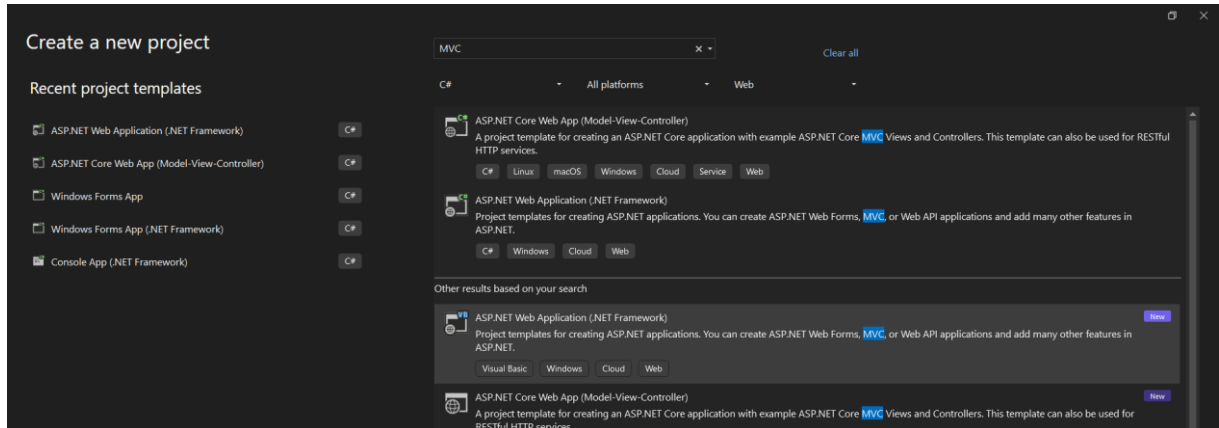 Create a new project
Recent project templates
ASP.NET Web Application (.NET Framework) C#
ASP.NET Core Web App (Model-View-Controller) C#
Windows Forms App C#
Windows Forms App (.NET Framework) C#
Console App (.NET Framework) C#
MVC
Clear all
C# All platforms Web
ASP.NET Core Web App (Model-View-Controller)
A project template for creating an ASP.NET Core application with example ASP.NET Core MVC Views and Controllers. This template can also be used for RESTful
HTTP services.
C# Linux macOS Windows Cloud Service Web
ASP.NET Web Application (.NET Framework)
Project templates for creating ASP.NET applications. You can create ASP.NET Web Forms, MVC, or Web API applications and add many other features in
ASP.NET.
C# Windows Cloud Web
Other results based on your search
ASP.NET Web Application (.NET Framework) New
Project templates for creating ASP.NET applications. You can create ASP.NET Web Forms, MVC, or Web API applications and add many other features in
ASP.NET.
Visual Basic Windows Cloud Web
ASP.NET Core Web App (Model-View-Controller) New
A project template for creating an ASP.NET Core application with example ASP.NET Core MVC Views and Controllers. This template can also be used for
RESTful HTTP services.